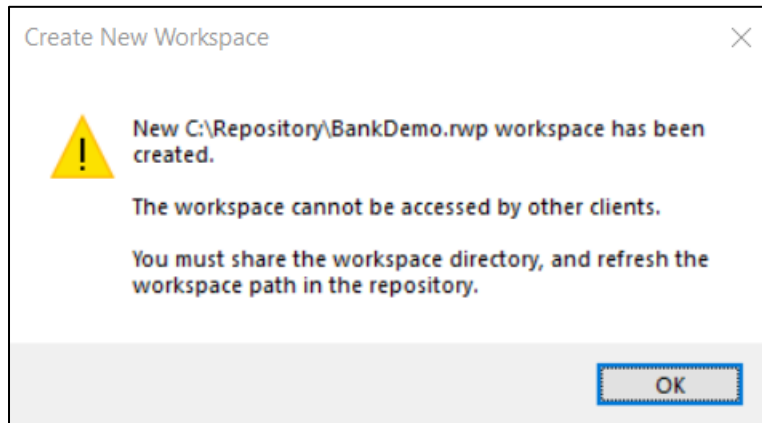 Create New Workspace
New C:\Repository\BankDemo.rwp workspace has been
created.
The workspace cannot be accessed by other clients.
You must share the workspace directory, and refresh the
workspace path in the repository.
OK